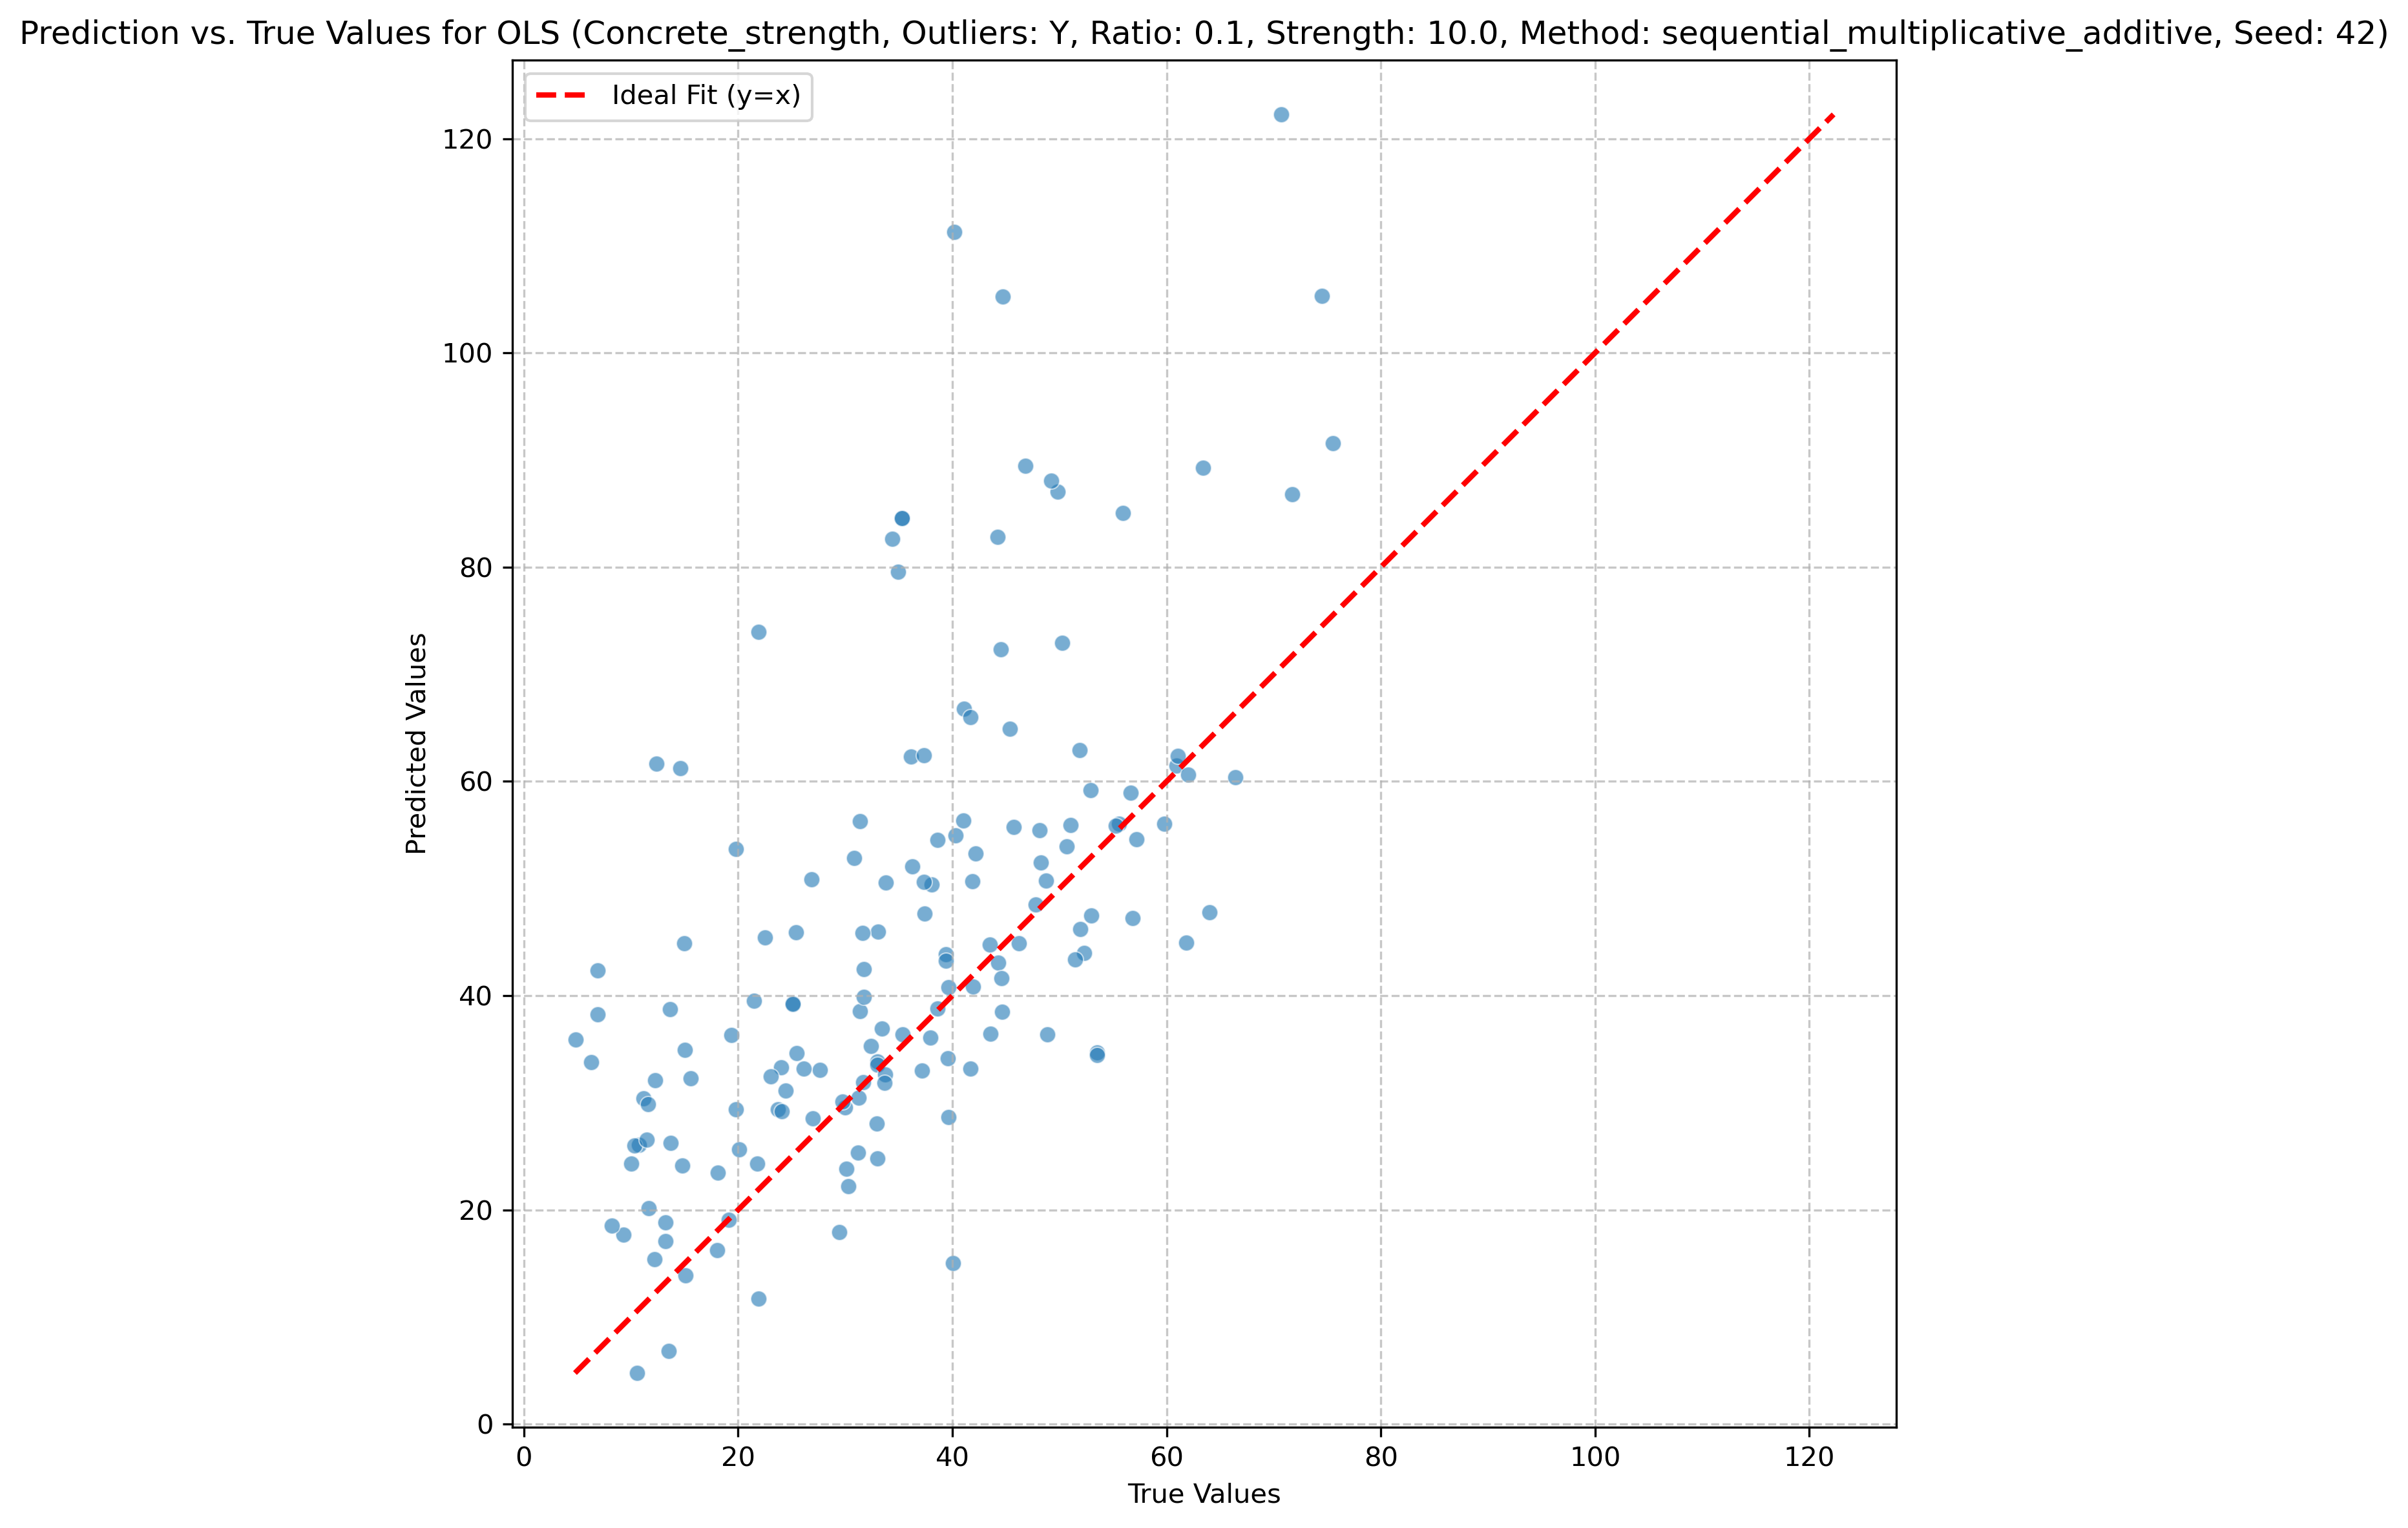 Prediction vs. True Values for OLS (Concrete_strength, Outliers: Y, Ratio: 0.1, Strength: 10.0, Method: sequential_multiplicative_additive, Seed: 42)
Ideal Fit (y=x)
120
100
80
60
40
20
0
Predicted Values
0 20 40 60 80 100 120
True Values